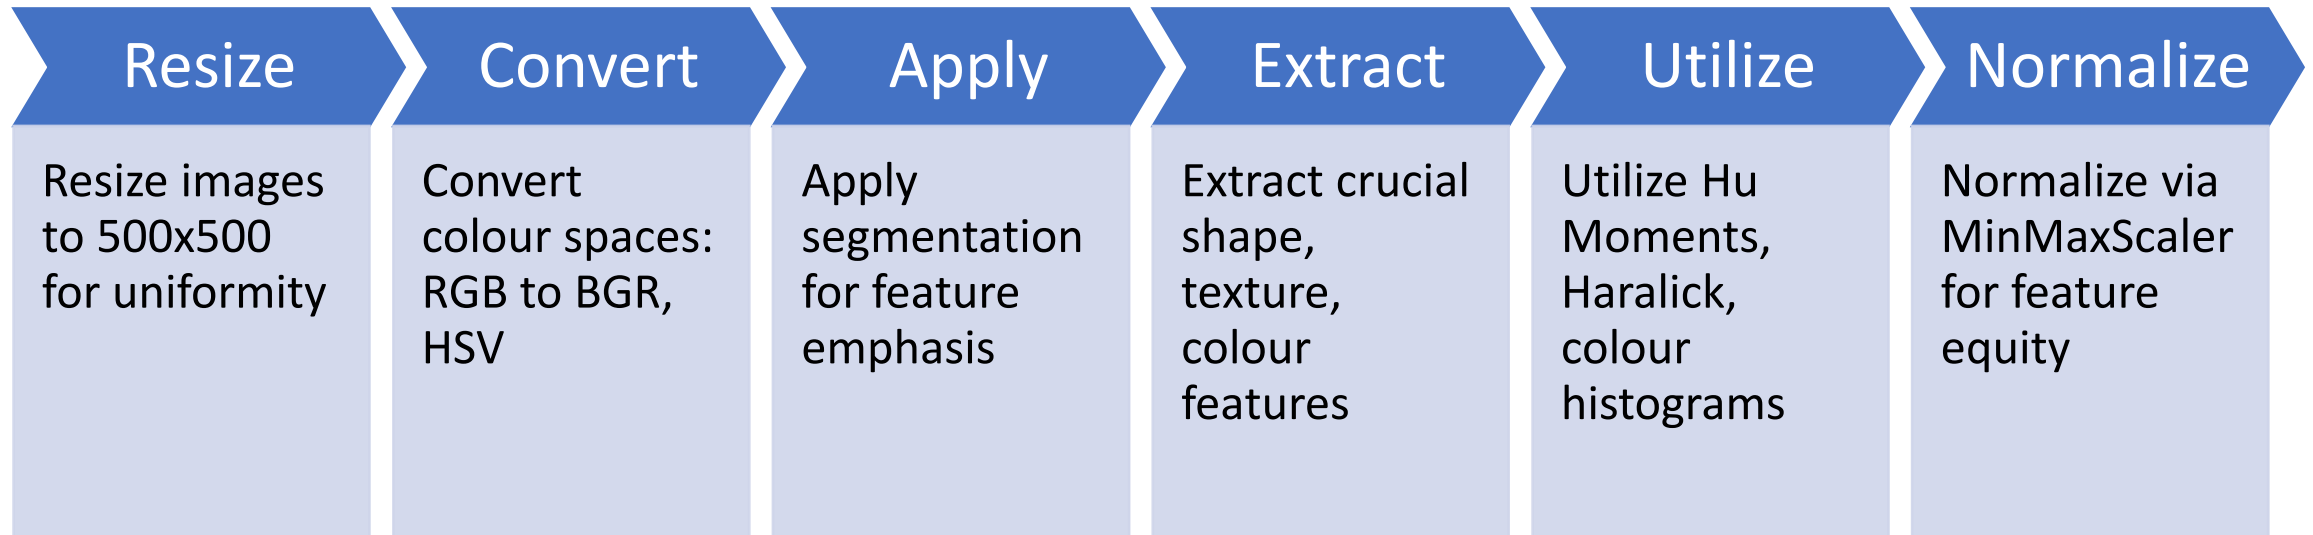 Resize
Resize images
to 500x500
for uniformity
Convert
Convert
colour spaces:
RGB to BGR,
HSV
Apply
Apply
segmentation
for feature
emphasis
Extract
Extract crucial
shape,
texture,
colour
features
Utilize
Utilize Hu
Moments,
Haralick,
colour
histograms
Normalize
Normalize via
MinMaxScaler
for feature
equity